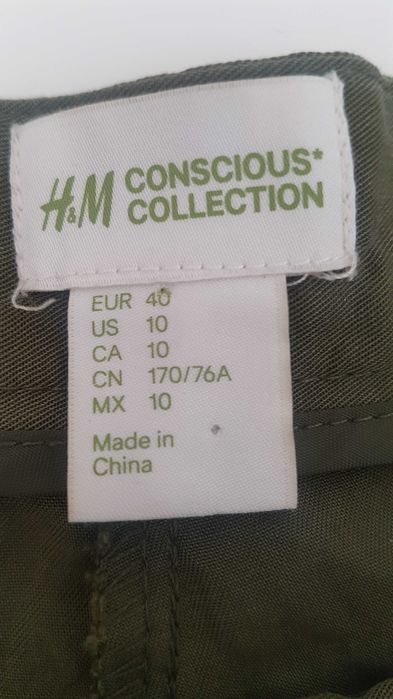 H&M CONSCIOUS*
COLLECTION
EUR 40
US 10
CA 10
CN 170/76A
MX 10
Made in
China